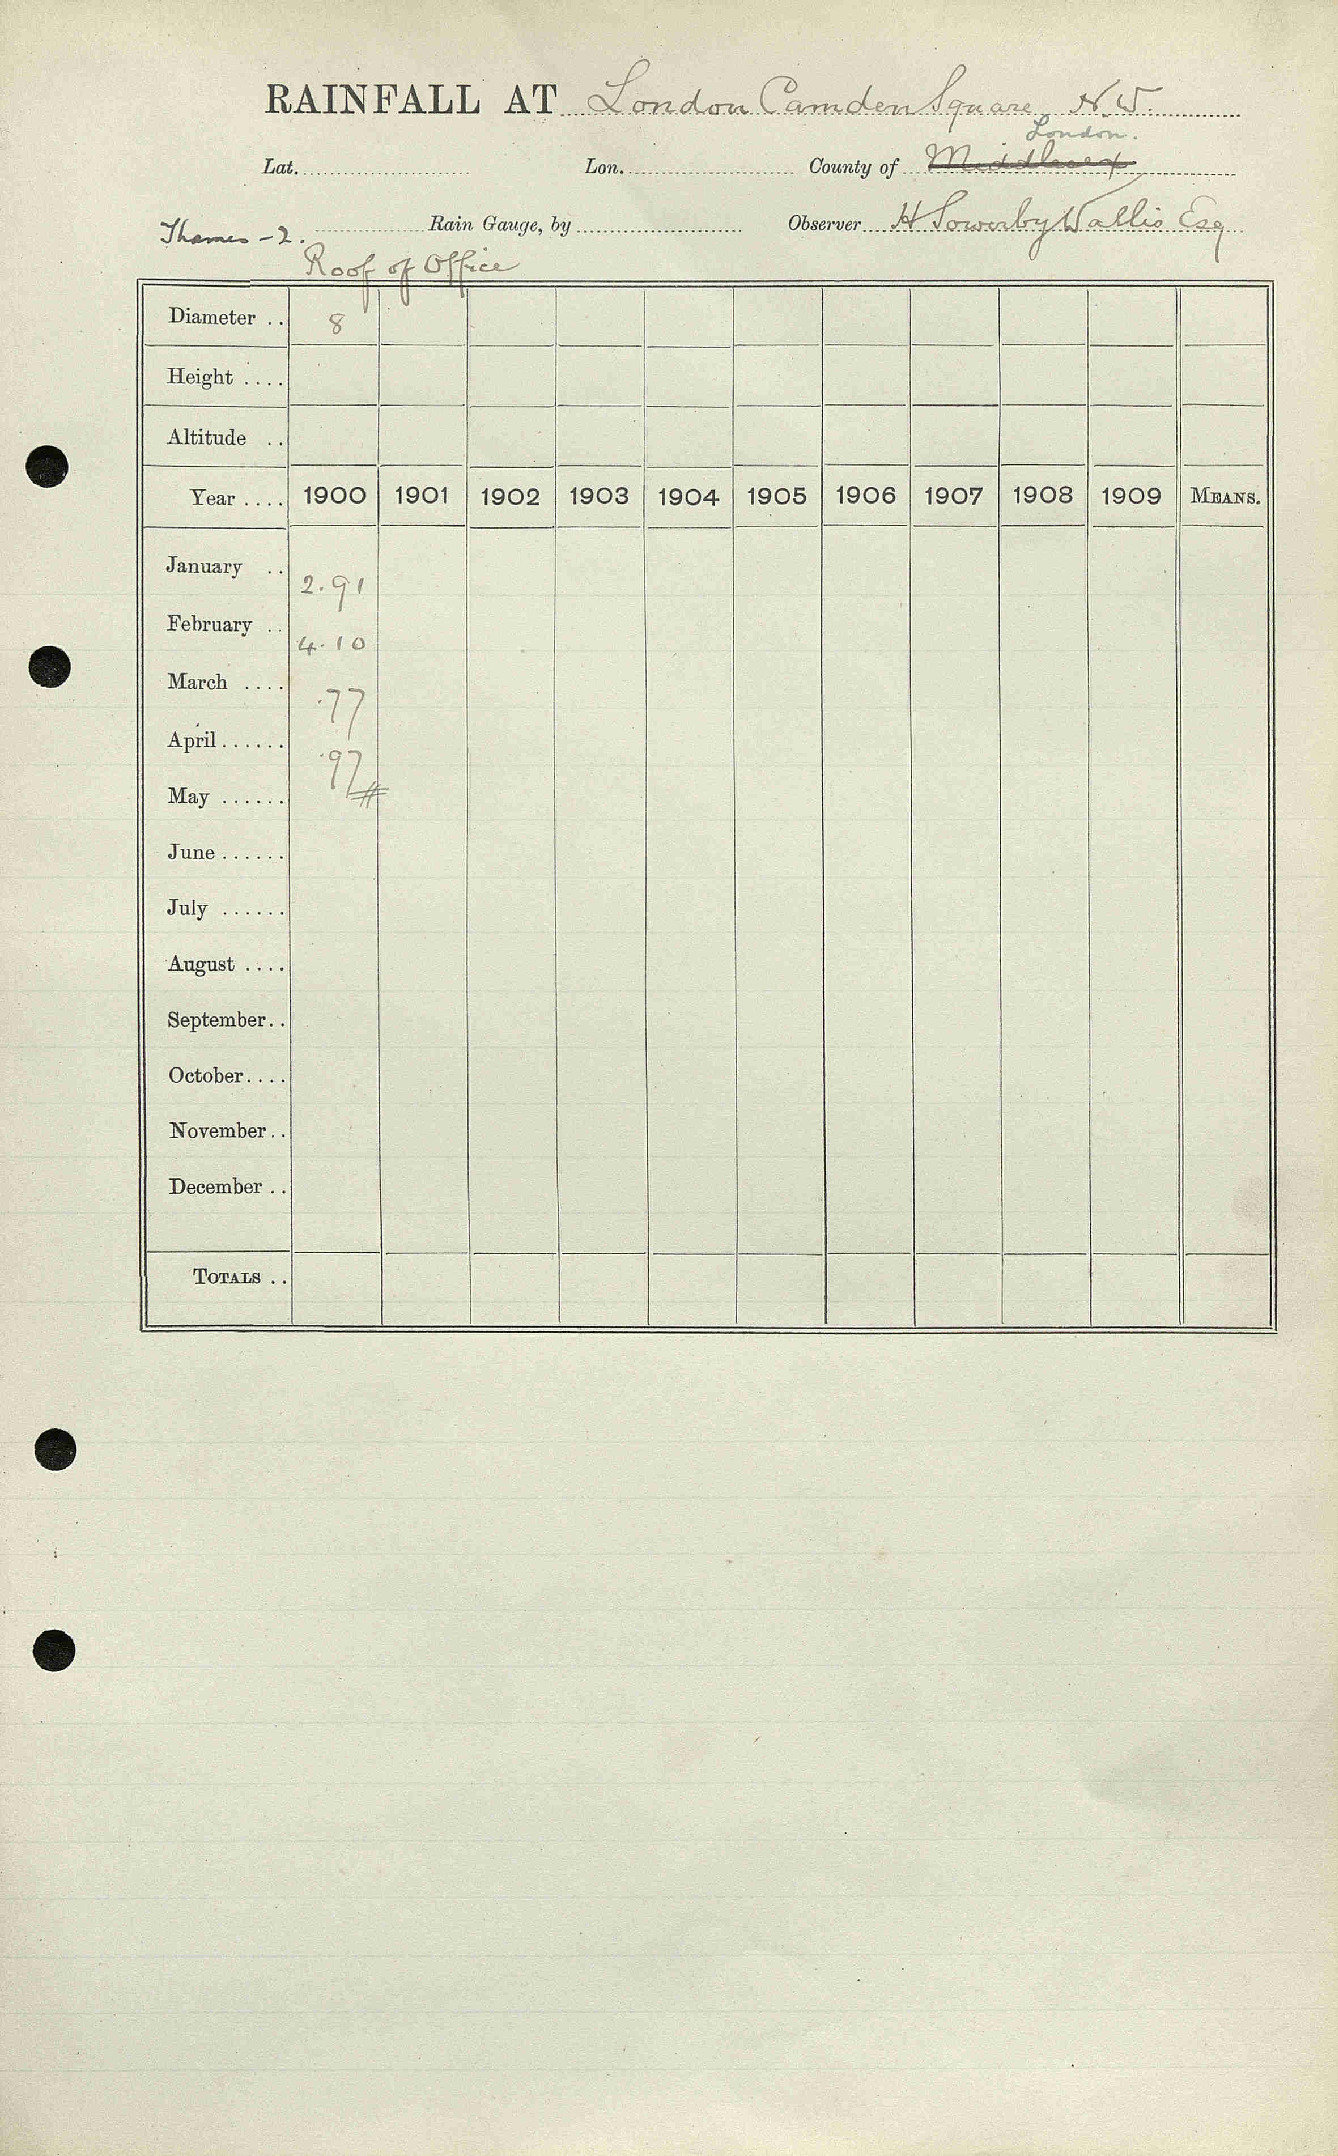 RAINFALL AT London Camden Square N.W.
London.
Lat. Lon. County of Middlesex
Thames - 2. Rain Gauge, by Observer H Sowerby Wallis Esq
Roof of Office
Diameter .. 8
Height ....
Altitude ..
Year .... 1900 1901 1902 1903 1904 1905 1906 1907 1908 1909 MEANS.
January .. 2.91
February .. 4.10
March .... .77
April ...... .97
May ......
June ......
July ......
August ....
September..
October....
November..
December ..
TOTALS ..